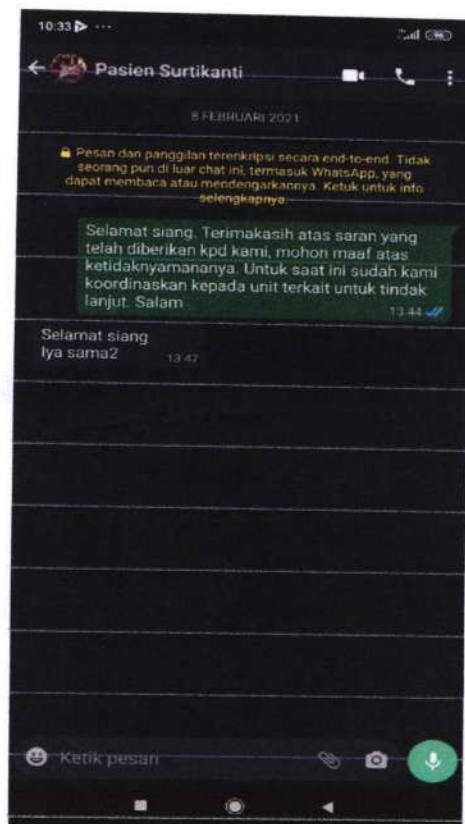 10:33
96
Pasien Surtikanti
8 FEBRUARI 2021
Pesan dan panggilan terenkripsi secara end-to-end. Tidak
seorang pun di luar chat ini, termasuk WhatsApp, yang
dapat membaca atau mendengarkannya. Ketuk untuk info
selengkapnya.
Selamat siang. Terimakasih atas saran yang
telah diberikan kpd kami, mohon maaf atas
ketidaknyamananya. Untuk saat ini sudah kami
koordinaskan kepada unit terkait untuk tindak
lanjut. Salam
13.44
Selamat siang
Iya sama2
13.47
Ketik pesan